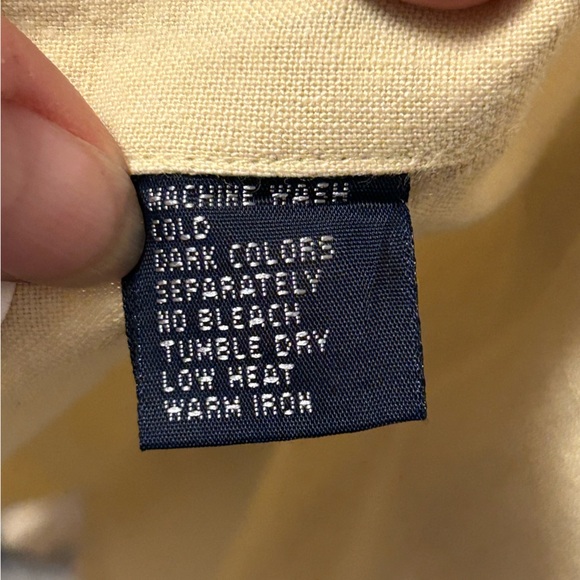 MACHINE WASH
COLD
DARK COLORS
SEPARATELY
NO BLEACH
TUMBLE DRY
LOW HEAT
WARM IRON